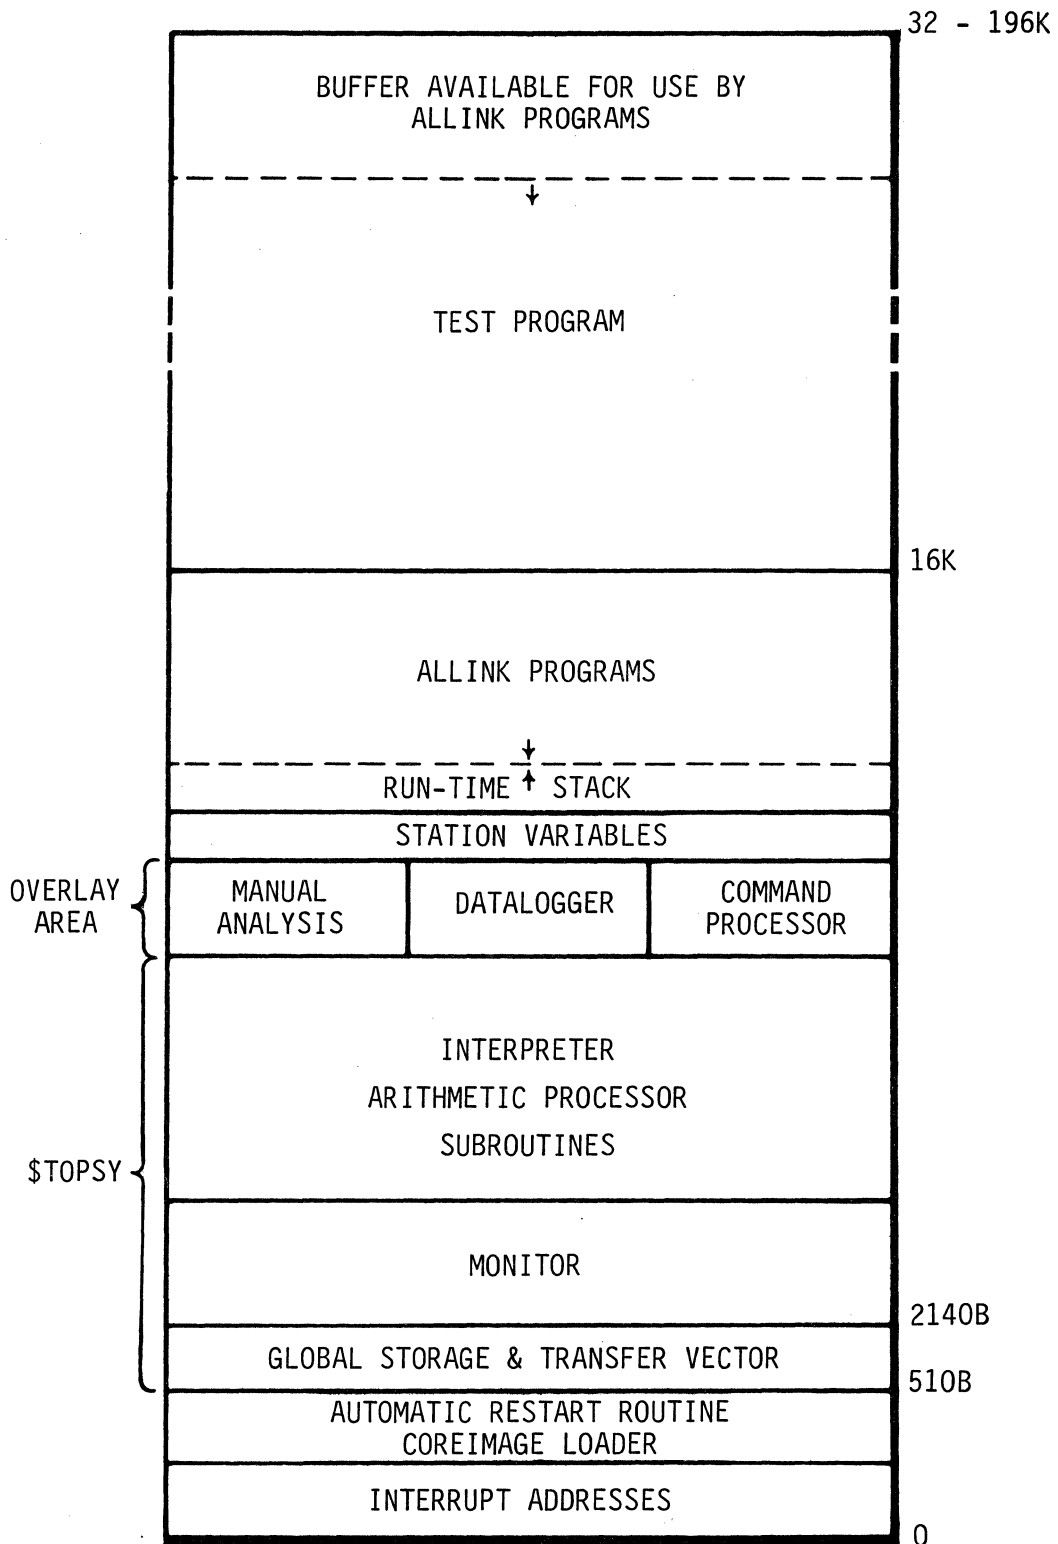 32 - 196K
BUFFER AVAILABLE FOR USE BY
ALLINK PROGRAMS
TEST PROGRAM
16K
ALLINK PROGRAMS
RUN-TIME STACK
STATION VARIABLES
OVERLAY
AREA
MANUAL
ANALYSIS
DATALOGGER
COMMAND
PROCESSOR
INTERPRETER
ARITHMETIC PROCESSOR
SUBROUTINES
$TOPSY
MONITOR
2140B
GLOBAL STORAGE & TRANSFER VECTOR
510B
AUTOMATIC RESTART ROUTINE
COREIMAGE LOADER
INTERRUPT ADDRESSES
0